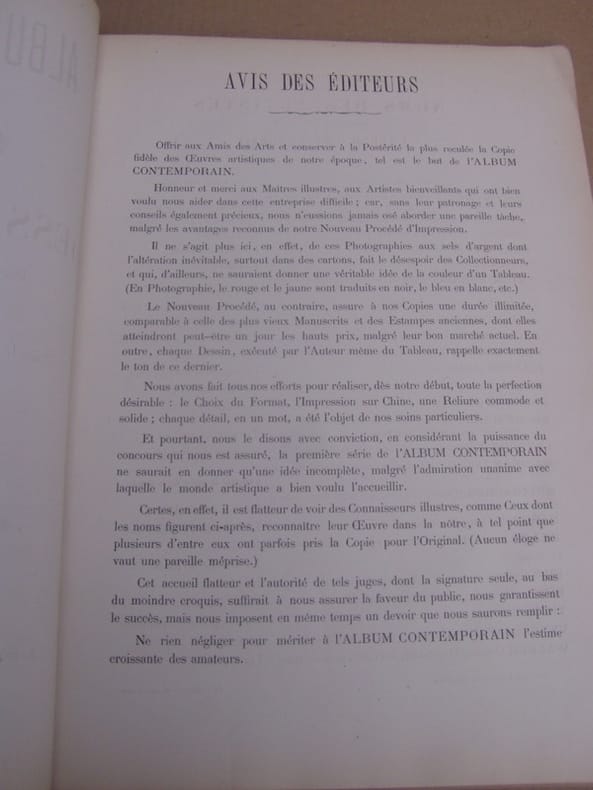 ALBU
ESS
AVIS DES ÉDITEURS
Offrir aux Amis des Arts et conserver à la Postérité la plus reculée la Copie
fidèle des Œuvres artistiques de notre époque, tel est le but de l'ALBUM
CONTEMPORAIN.
Honneur et merci aux Maîtres illustres, aux Artistes bienveillants qui ont bien
voulu nous aider dans cette entreprise difficile ; car, sans leur patronage et leurs
conseils également précieux, nous n'eussions jamais osé aborder une pareille tâche,
malgré les avantages reconnus de notre Nouveau Procédé d'Impression.
Il ne s'agit plus ici, en effet, de ces Photographies aux sels d'argent dont
l'altération inévitable, surtout dans des cartons, fait le désespoir des Collectionneurs,
et qui, d'ailleurs, ne sauraient donner une véritable idée de la couleur d'un Tableau.
(En Photographie, le rouge et le jaune sont traduits en noir, le bleu en blanc, etc.)
Le Nouveau Procédé, au contraire, assure à nos Copies une durée illimitée,
comparable à celle des plus vieux Manuscrits et des Estampes anciennes, dont elles
atteindront peut-être un jour les hauts prix, malgré leur bon marché actuel. En
outre, chaque Dessin, exécuté par l'Auteur même du Tableau, rappelle exactement
le ton de ce dernier.
Nous avons fait tous nos efforts pour réaliser, dès notre début, toute la perfection
désirable : le Choix du Format, l'Impression sur Chine, une Reliure commode et
solide ; chaque détail, en un mot, a été l'objet de nos soins particuliers.
Et pourtant, nous le disons avec conviction, en considérant la puissance du
concours qui nous est assuré, la première série de l'ALBUM CONTEMPORAIN
ne saurait en donner qu'une idée incomplète, malgré l'admiration unanime avec
laquelle le monde artistique a bien voulu l'accueillir.
Certes, en effet, il est flatteur de voir des Connaisseurs illustres, comme Ceux dont
les noms figurent ci-après, reconnaître leur Œuvre dans la nôtre, à tel point que
plusieurs d'entre eux ont parfois pris la Copie pour l'Original. (Aucun éloge ne
vaut une pareille méprise.)
Cet accueil flatteur et l'autorité de tels juges, dont la signature seule, au bas
du moindre croquis, suffirait à nous assurer la faveur du public, nous garantissent
le succès, mais nous imposent en même temps un devoir que nous saurons remplir :
Ne rien négliger pour mériter à l'ALBUM CONTEMPORAIN l'estime
croissante des amateurs.